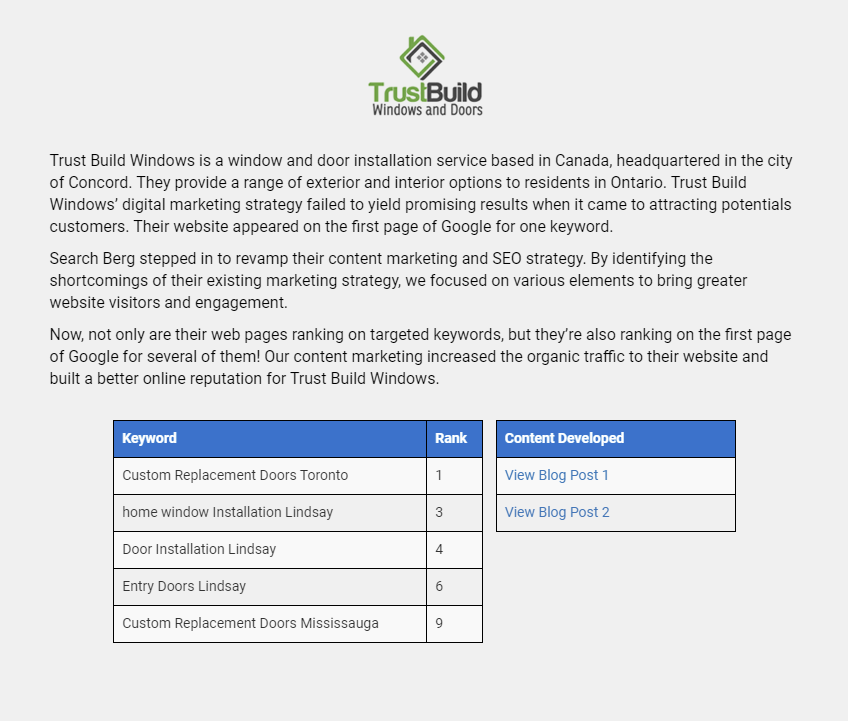 TrustBuild
Windows and Doors
Trust Build Windows is a window and door installation service based in Canada, headquartered in the city
of Concord. They provide a range of exterior and interior options to residents in Ontario. Trust Build
Windows’ digital marketing strategy failed to yield promising results when it came to attracting potentials
customers. Their website appeared on the first page of Google for one keyword.
Search Berg stepped in to revamp their content marketing and SEO strategy. By identifying the
shortcomings of their existing marketing strategy, we focused on various elements to bring greater
website visitors and engagement.
Now, not only are their web pages ranking on targeted keywords, but they’re also ranking on the first page
of Google for several of them! Our content marketing increased the organic traffic to their website and
built a better online reputation for Trust Build Windows.
Keyword Rank
Custom Replacement Doors Toronto 1
home window Installation Lindsay 3
Door Installation Lindsay 4
Entry Doors Lindsay 6
Custom Replacement Doors Mississauga 9
Content Developed
View Blog Post 1
View Blog Post 2